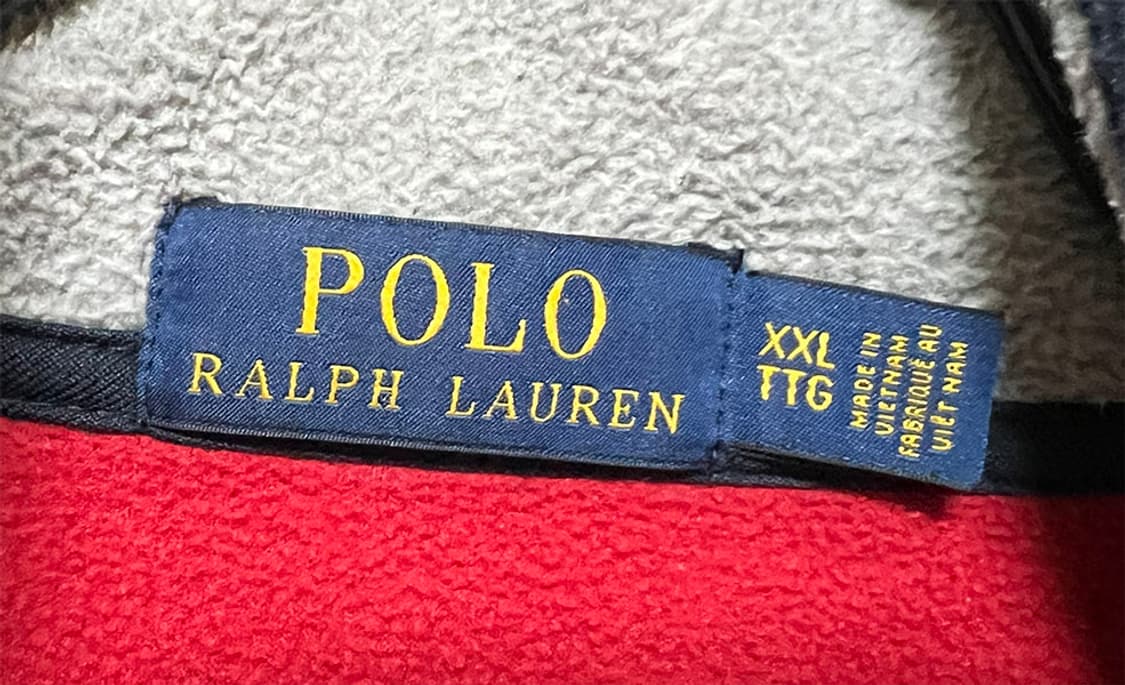 POLO
RALPH LAUREN
XXL
TTG
MADE IN
VIETNAM
FABRIQUÉ AU
VIÊT NAM